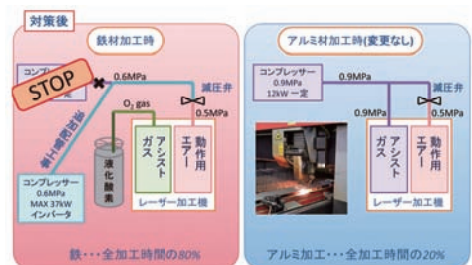 対策後
鉄材加工時
コンプ
STOP
0.6MPa
減圧弁
0.5MPa
O₂ gas
追加配管工事
液化酸素
アシストガス
動作用エアー
レーザー加工機
コンプレッサー
0.6MPa
MAX 37kW
インバータ
鉄・・・全加工時間の80%
アルミ材加工時(変更なし)
コンプレッサー
0.9MPa
12kW 一定
0.9MPa
減圧弁
0.9MPa
0.5MPa
アシストガス
動作用エアー
レーザー加工機
アルミ加工・・・全加工時間の20%